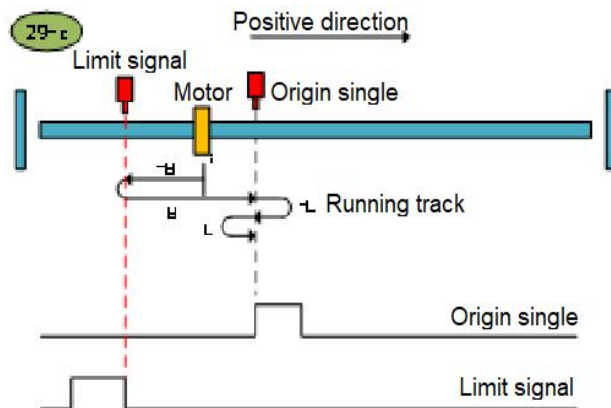 29-c
Positive direction
Limit signal
Motor
Origin single
-R
R
-r
Running track
r
Origin single
Limit signal